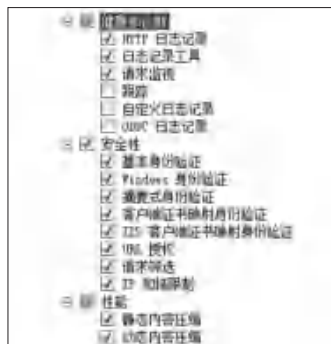 HTTP 日志记录
日志记录工具
请求监视
跟踪
自定义日志记录
ODBC 日志记录
安全性
基本身份验证
Windows 身份验证
摘要式身份验证
客户端证书映射身份验证
IIS 客户端证书映射身份验证
URL 授权
请求筛选
IP 和域限制
性能
静态内容压缩
动态内容压缩